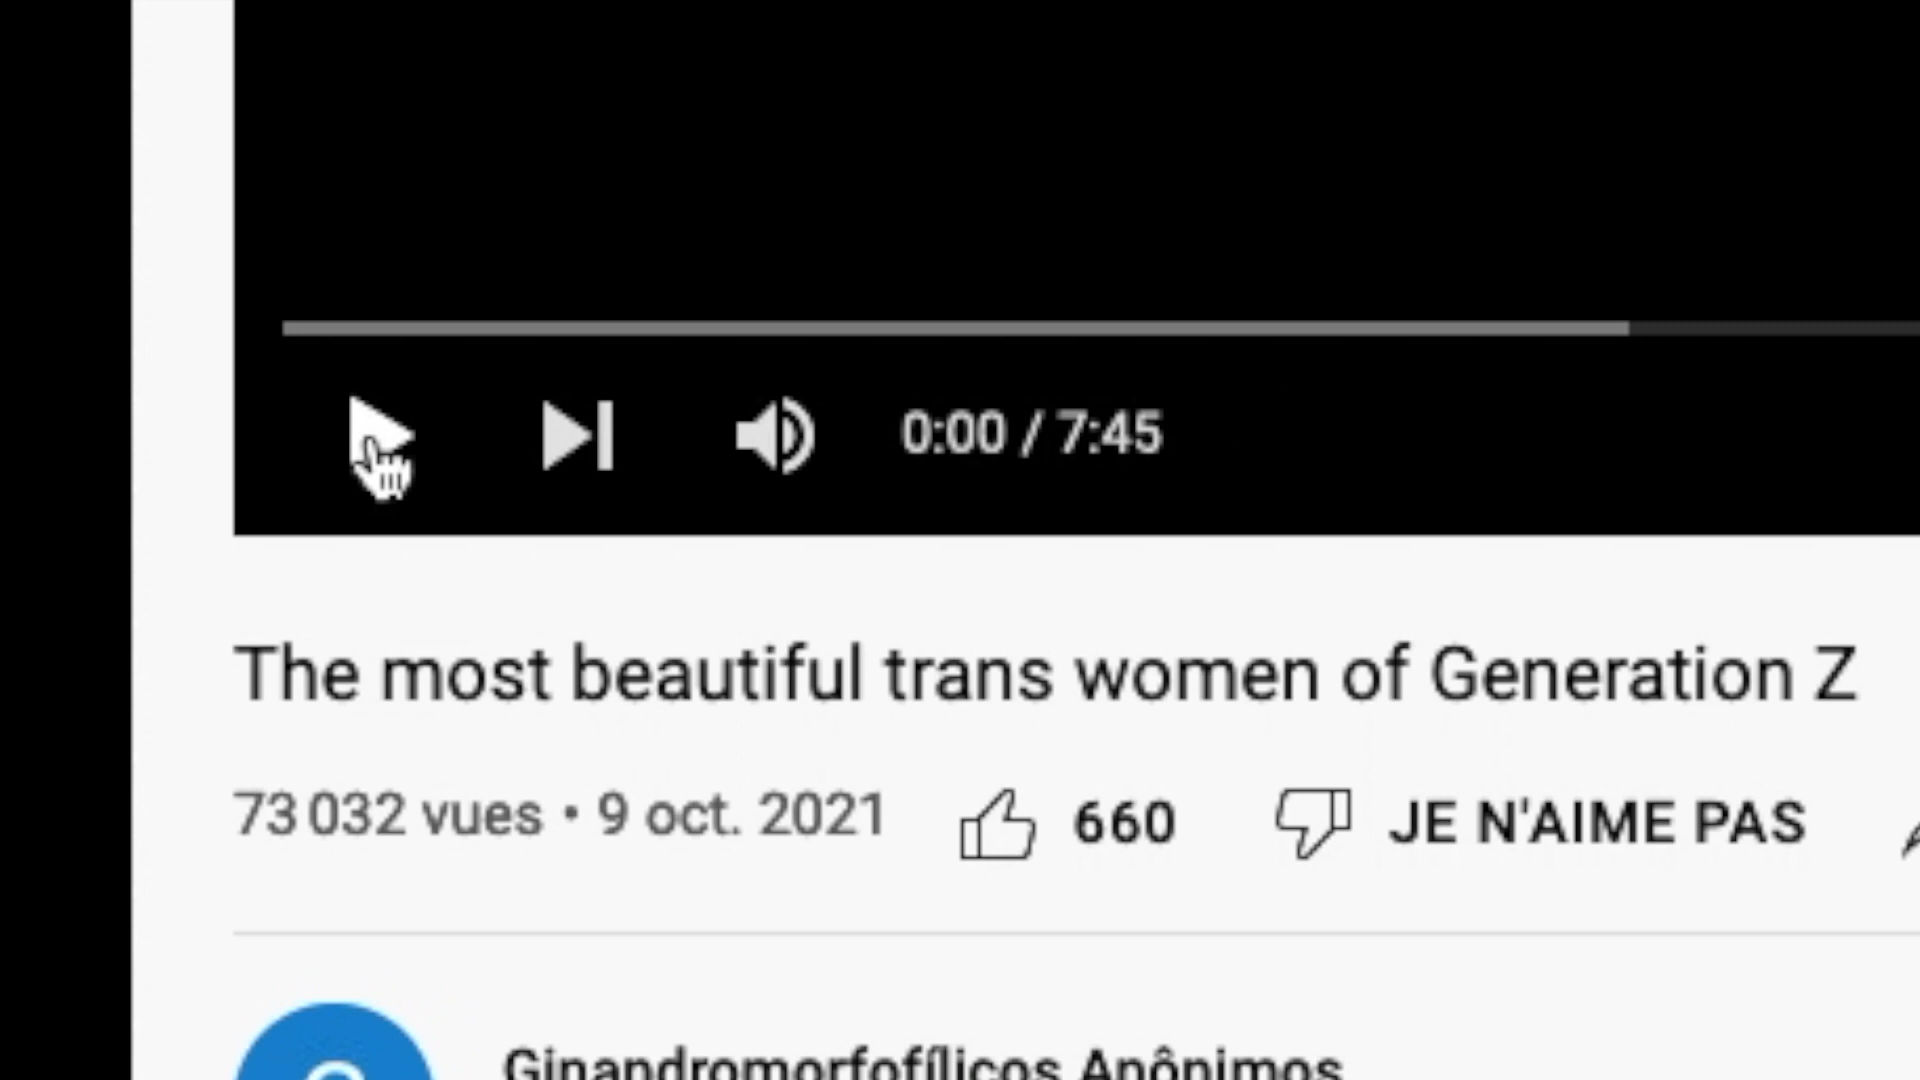 0:00 / 7:45
The most beautiful trans women of Generation Z
73 032 vues • 9 oct. 2021 660 JE N'AIME PAS
Ginandromorfofílicos Anônimos